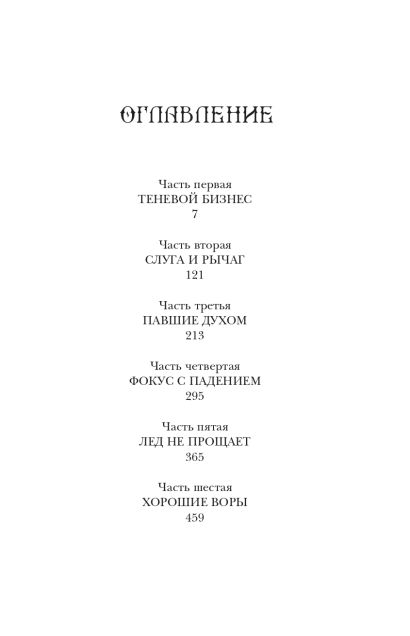 ОГЛАВЛЕНИЕ
Часть первая
ТЕНЕВОЙ БИЗНЕС
7
Часть вторая
СЛУГА И РЫЧАГ
121
Часть третья
ПАВШИЕ ДУХОМ
213
Часть четвертая
ФОКУС С ПАДЕНИЕМ
295
Часть пятая
ЛЕД НЕ ПРОЩАЕТ
365
Часть шестая
ХОРОШИЕ ВОРЫ
459